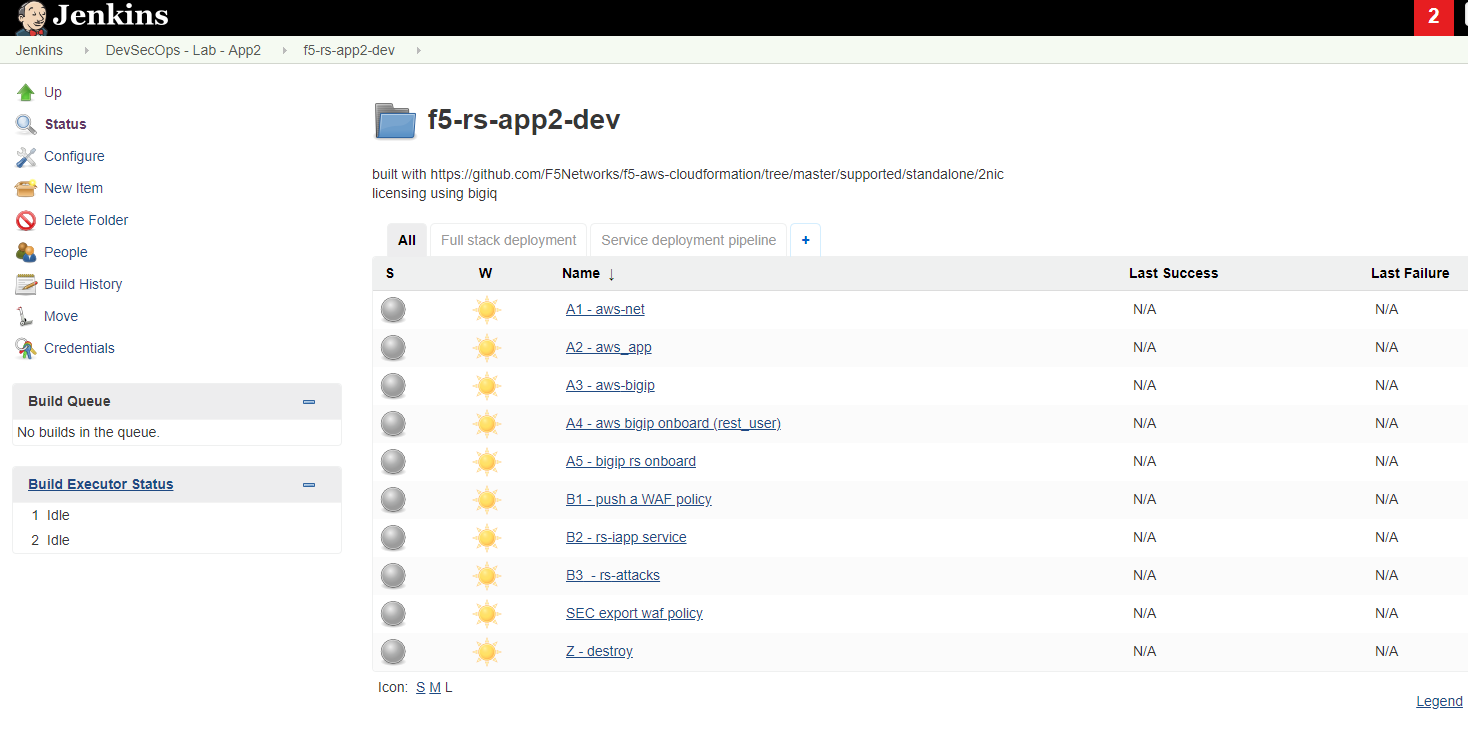 Jenkins
2
Jenkins
DevSecOps - Lab - App2
f5-rs-app2-dev
Up
Status
Configure
New Item
Delete Folder
People
Build History
Move
Credentials
Build Queue
No builds in the queue.
Build Executor Status
1 Idle
2 Idle
f5-rs-app2-dev
built with https://github.com/F5Networks/f5-aws-cloudformation/tree/master/supported/standalone/2nic
licensing using bigiq
All Full stack deployment Service deployment pipeline +
S W Name ↓ Last Success Last Failure
A1 - aws-net N/A N/A
A2 - aws_app N/A N/A
A3 - aws-bigip N/A N/A
A4 - aws bigip onboard (rest_user) N/A N/A
A5 - bigip rs onboard N/A N/A
B1 - push a WAF policy N/A N/A
B2 - rs-iapp service N/A N/A
B3  - rs-attacks N/A N/A
SEC export waf policy N/A N/A
Z - destroy N/A N/A
Icon: S M L
Legend